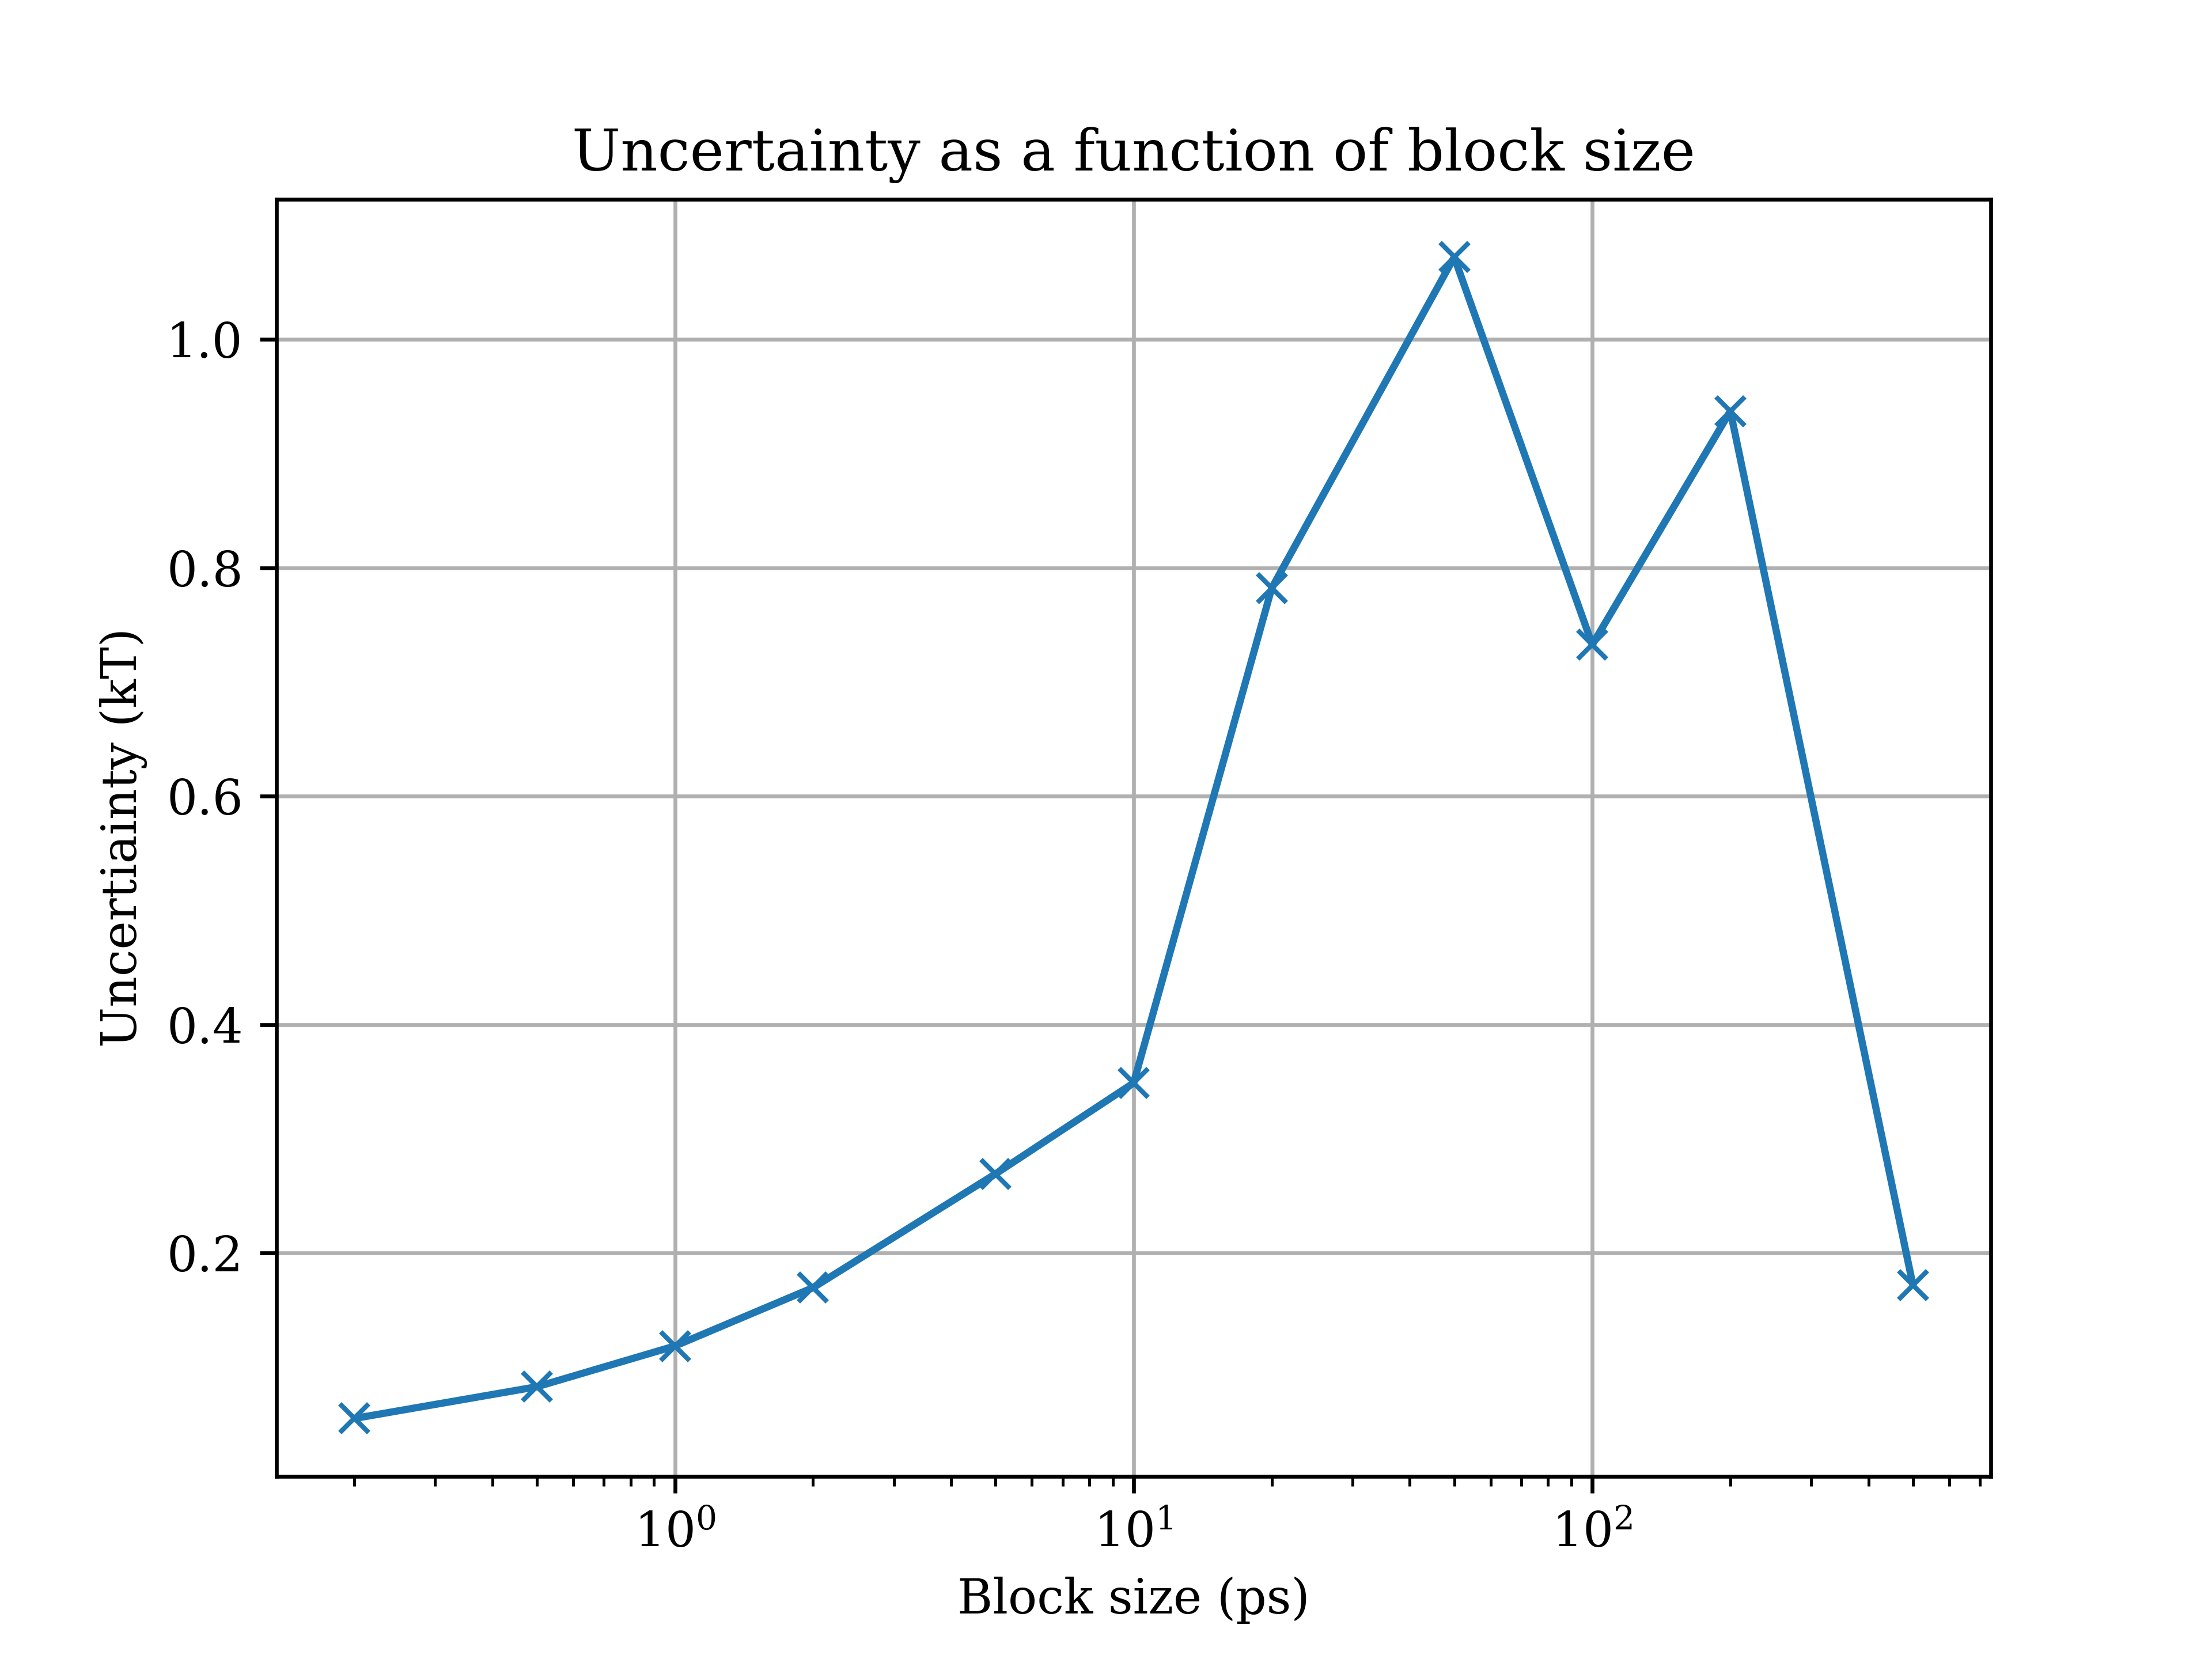 Uncertainty as a function of block size
Uncertiainty (kT)
1.0
0.8
0.6
0.4
0.2
10⁰ 10¹ 10²
Block size (ps)